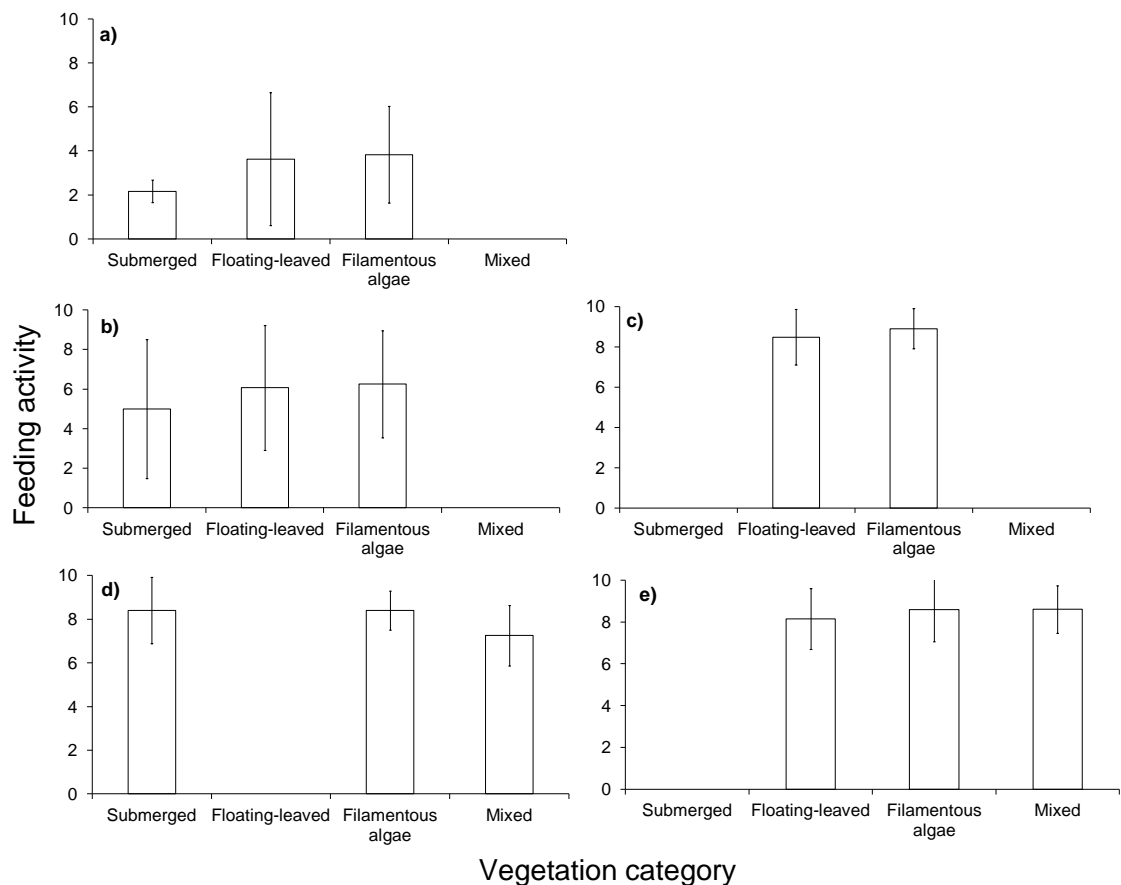 a)
10
8
6
4
2
0
Submerged Floating-leaved Filamentous algae Mixed
b)
10
8
6
4
2
0
Submerged Floating-leaved Filamentous algae Mixed
c)
10
8
6
4
2
0
Submerged Floating-leaved Filamentous algae Mixed
d)
10
8
6
4
2
0
Submerged Floating-leaved Filamentous algae Mixed
e)
10
8
6
4
2
0
Submerged Floating-leaved Filamentous algae Mixed
Feeding activity
Vegetation category